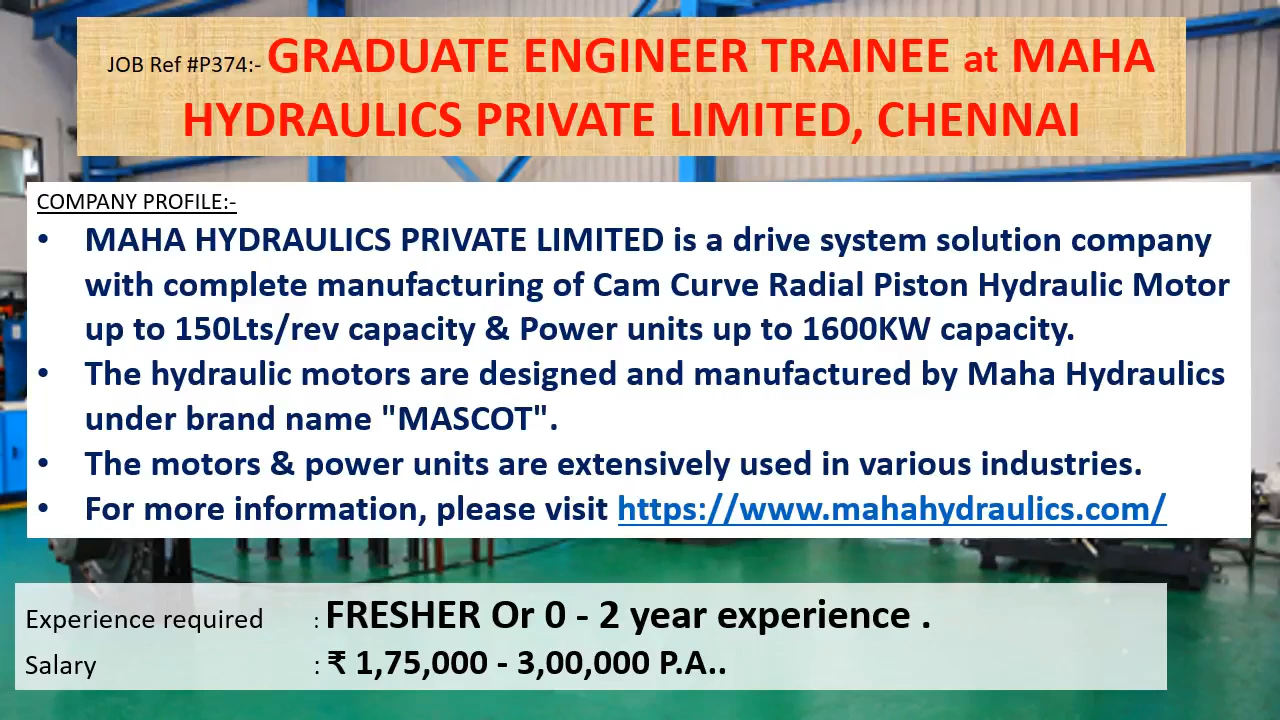 JOB Ref #P374:- GRADUATE ENGINEER TRAINEE at MAHA
HYDRAULICS PRIVATE LIMITED, CHENNAI
COMPANY PROFILE:-
• MAHA HYDRAULICS PRIVATE LIMITED is a drive system solution company
with complete manufacturing of Cam Curve Radial Piston Hydraulic Motor
up to 150Lts/rev capacity & Power units up to 1600KW capacity.
• The hydraulic motors are designed and manufactured by Maha Hydraulics
under brand name "MASCOT".
• The motors & power units are extensively used in various industries.
• For more information, please visit https://www.mahahydraulics.com/
Experience required : FRESHER Or 0 - 2 year experience .
Salary : ₹ 1,75,000 - 3,00,000 P.A..